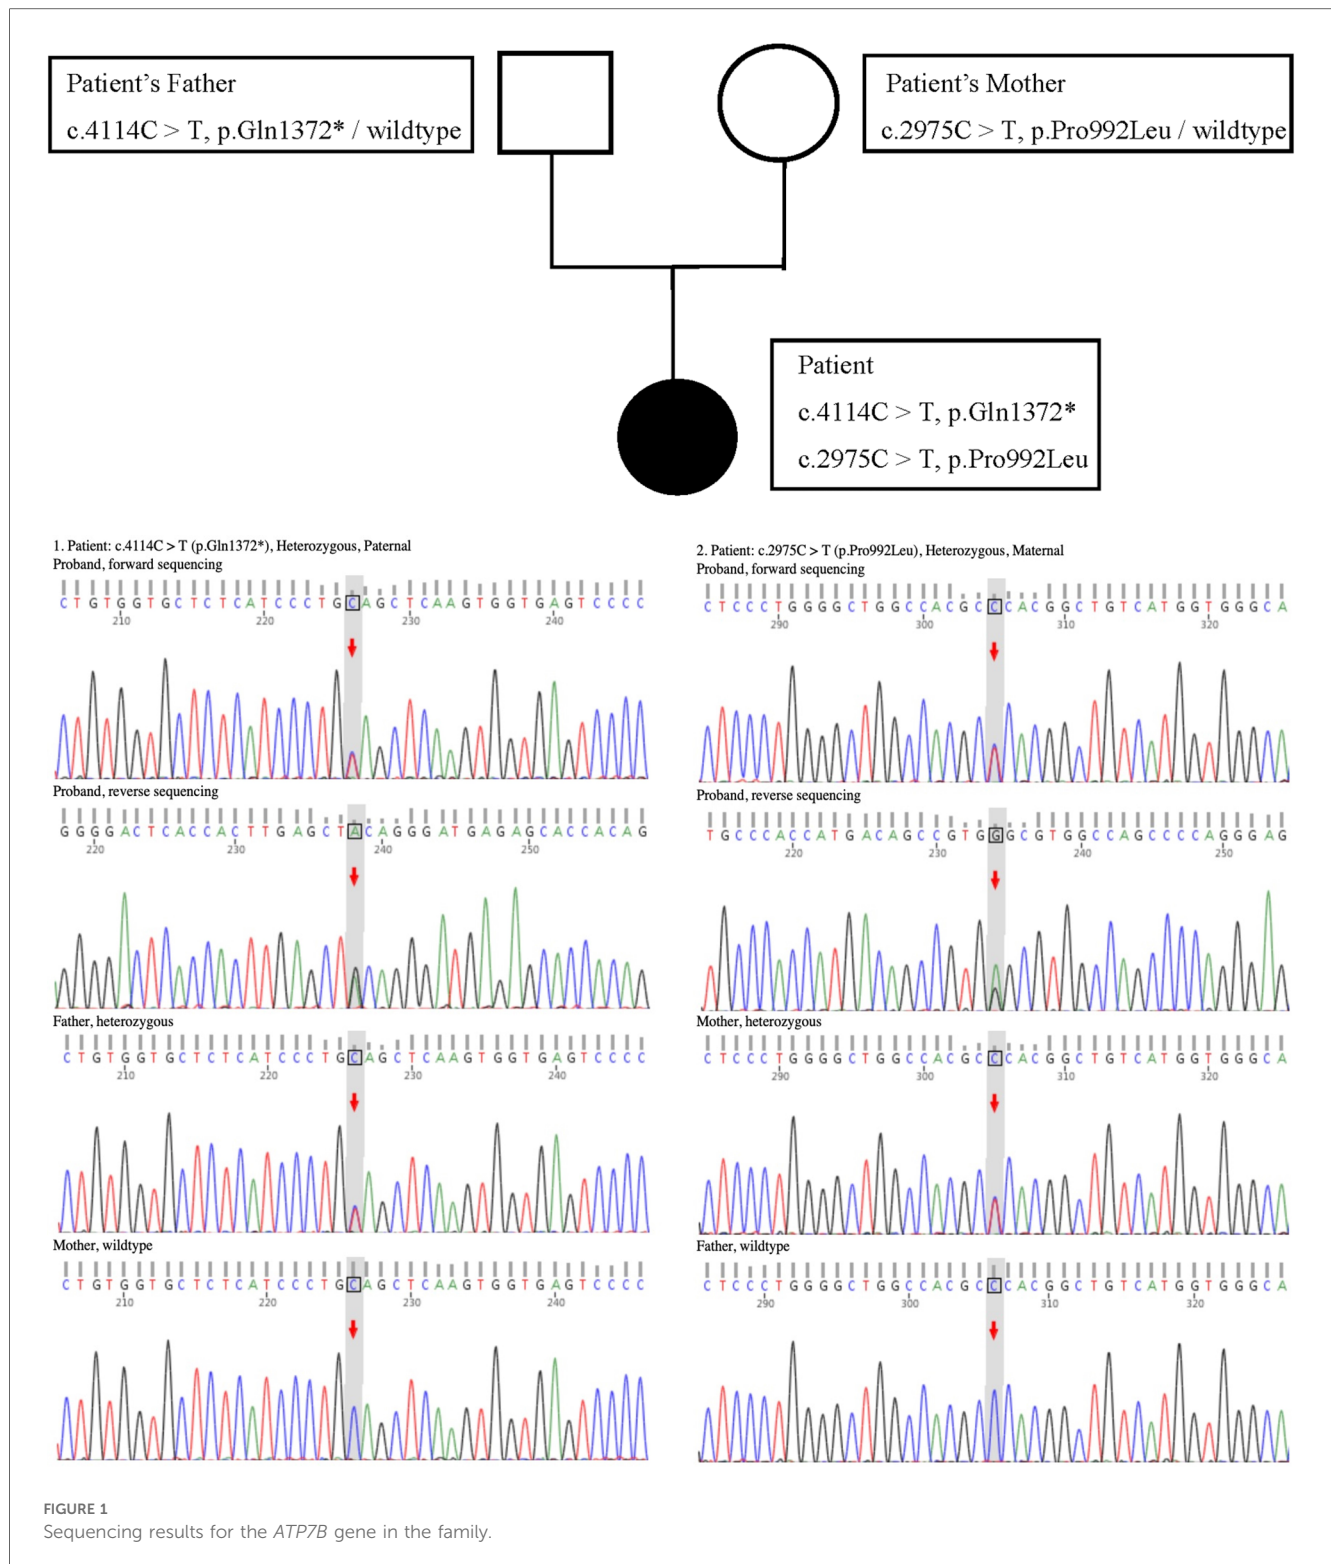 Patient's Father
c.4114C > T, p.Gln1372* / wildtype
Patient's Mother
c.2975C > T, p.Pro992Leu / wildtype
Patient
c.4114C > T, p.Gln1372*
c.2975C > T, p.Pro992Leu
1. Patient: c.4114C > T (p.Gln1372*), Heterozygous, Paternal
Proband, forward sequencing
C T G T G G T G C T C T C A T C C C T G C A G C T C A A G T G G T G A G T C C C C
210 220 230 240
Proband, reverse sequencing
G G G G A C T C A C C A C T T G A G C T A C A G G G A T G A G A G C A C C A C A G
220 230 240 250
Father, heterozygous
C T G T G G T G C T C T C A T C C C T G C A G C T C A A G T G G T G A G T C C C C
210 220 230 240
Mother, wildtype
C T G T G G T G C T C T C A T C C C T G C A G C T C A A G T G G T G A G T C C C C
210 220 230 240
2. Patient: c.2975C > T (p.Pro992Leu), Heterozygous, Maternal
Proband, forward sequencing
C T C C C T G G G G C T G G C C A C G C C C A C G G C T G T C A T G G T G G G C A
290 300 310 320
Proband, reverse sequencing
T G C C C A C C A T G A C A G C C G T G G G C G T G G C C A G C C C C A G G G A G
220 230 240 250
Mother, heterozygous
C T C C C T G G G G C T G G C C A C G C C C A C G G C T G T C A T G G T G G G C A
290 300 310 320
Father, wildtype
C T C C C T G G G G C T G G C C A C G C C C A C G G C T G T C A T G G T G G G C A
290 300 310 320
FIGURE 1
Sequencing results for the ATP7B gene in the family.